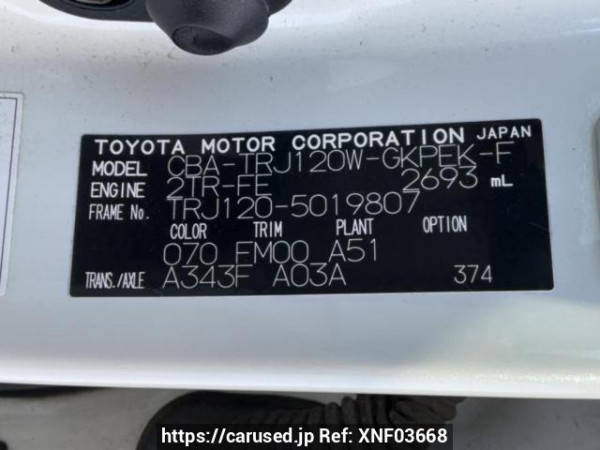 TOYOTA MOTOR CORPORATION JAPAN
MODEL CBA-TRJ120W-GKPEK-F
ENGINE 2TR-FE 2693 mL
FRAME No. TRJ120-5019807
COLOR TRIM PLANT OPTION
070 FM00 A51
TRANS./AXLE A343F A03A 374
https://carused.jp Ref: XNF03668